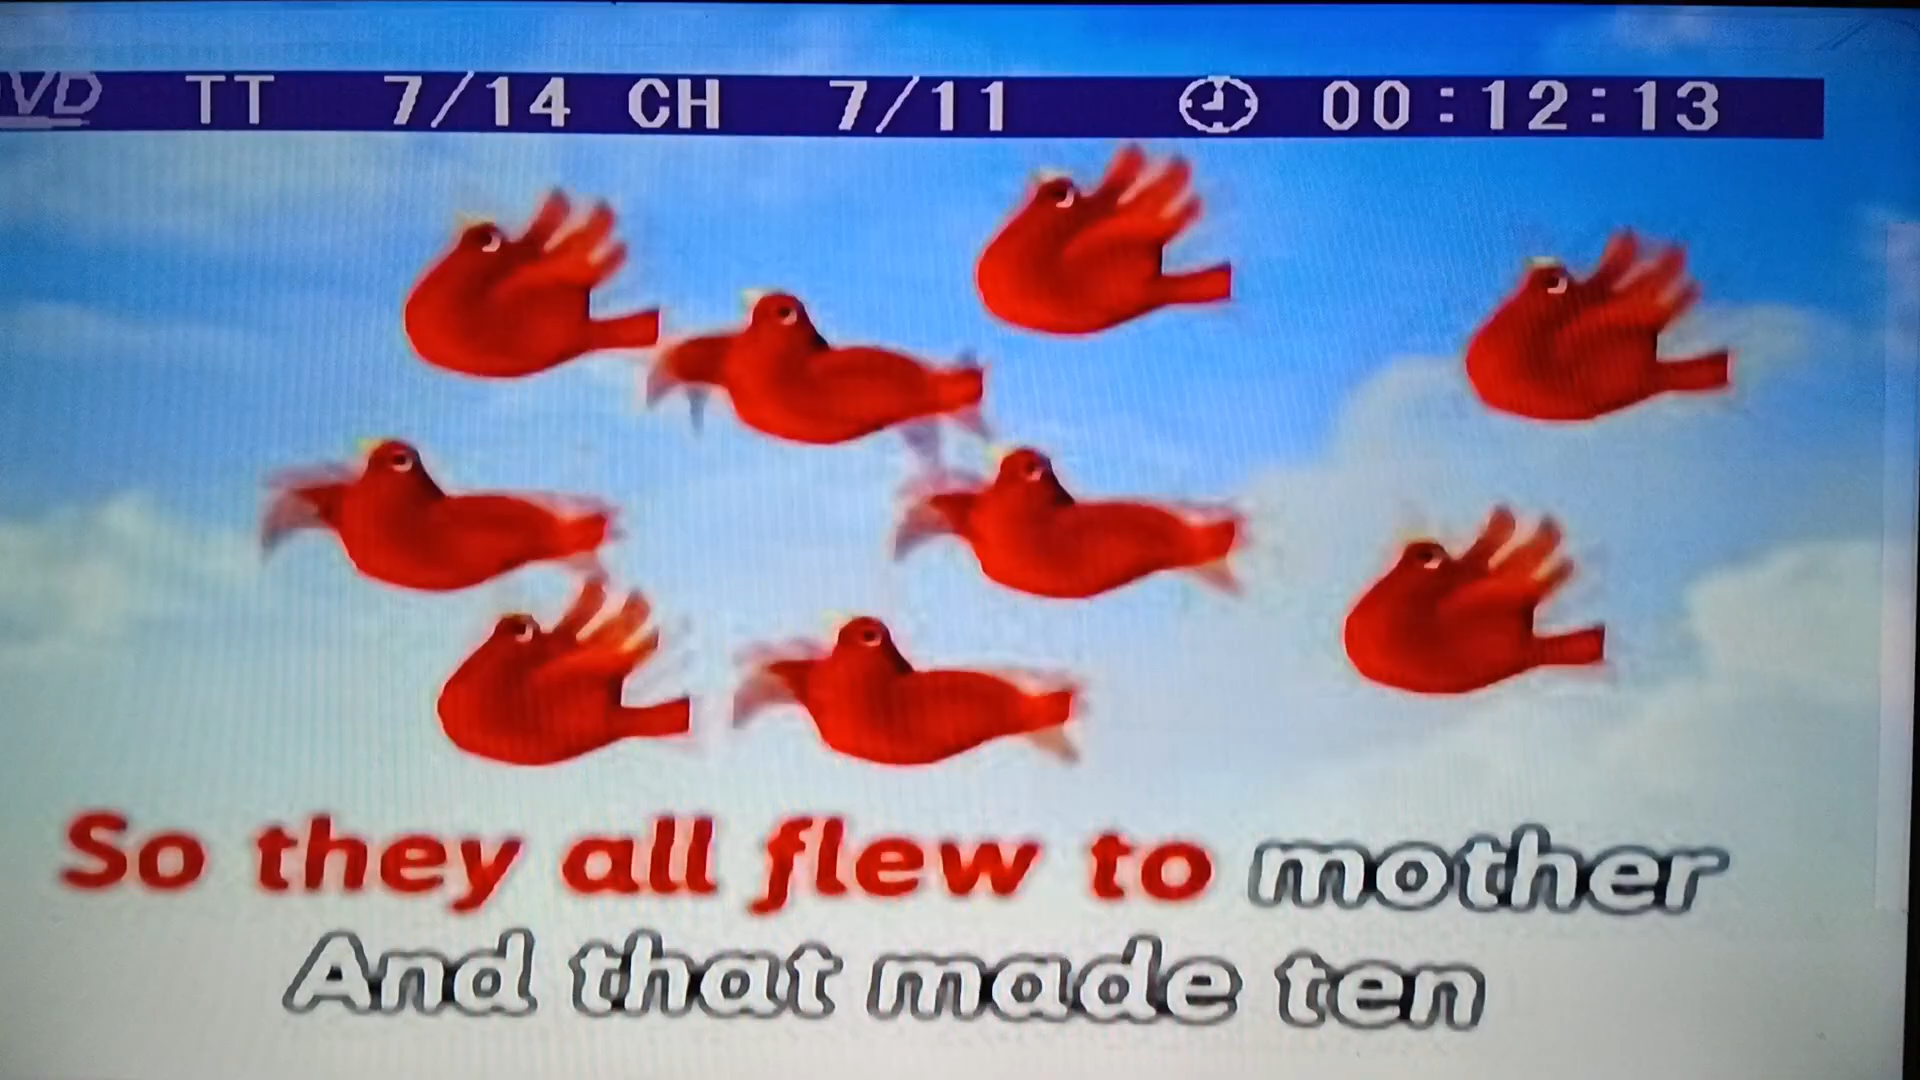 DVD TT 7/14 CH 7/11 00:12:13
So they all flew to mother
And that made ten